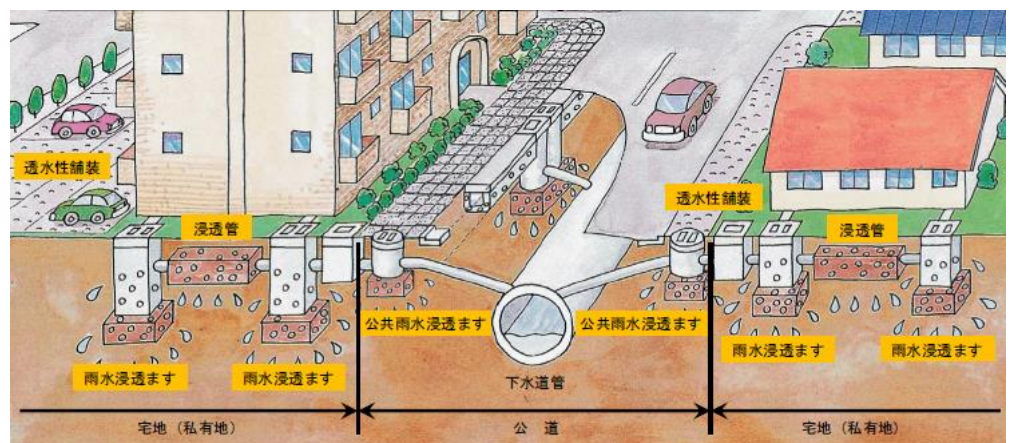 透水性舗装
透水性舗装
浸透管
浸透管
公共雨水浸透ます
公共雨水浸透ます
雨水浸透ます
雨水浸透ます
雨水浸透ます
雨水浸透ます
下水道管
宅地（私有地）
公　道
宅地（私有地）